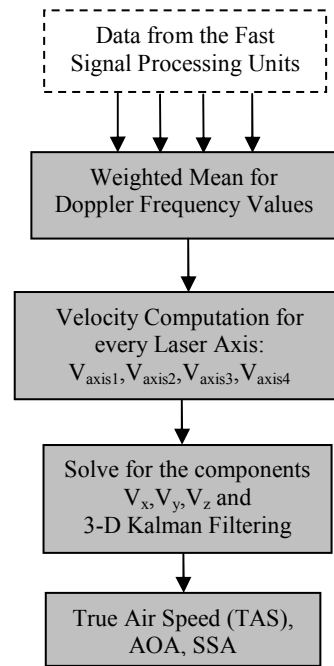 Data from the Fast
Signal Processing Units
Weighted Mean for
Doppler Frequency Values
Velocity Computation for
every Laser Axis:
Vaxis1,Vaxis2,Vaxis3,Vaxis4
Solve for the components
Vx,Vy,Vz and
3-D Kalman Filtering
True Air Speed (TAS),
AOA, SSA